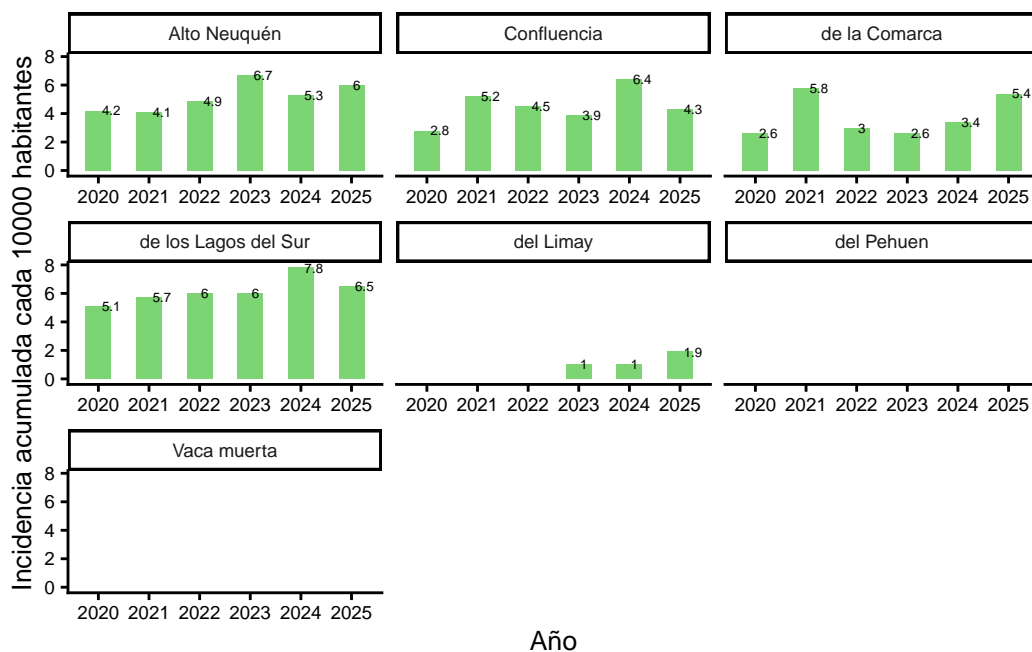 Incidencia acumulada cada 10000 habitantes
Alto Neuquén
8
6
4
2
0
4.2
4.1
4.9
6.7
5.3
6
2020 2021 2022 2023 2024 2025
Confluencia
2.8
5.2
4.5
3.9
6.4
4.3
2020 2021 2022 2023 2024 2025
de la Comarca
2.6
5.8
3
2.6
3.4
5.4
2020 2021 2022 2023 2024 2025
de los Lagos del Sur
8
6
4
2
0
5.1
5.7
6
6
7.8
6.5
2020 2021 2022 2023 2024 2025
del Limay
1
1
1.9
2020 2021 2022 2023 2024 2025
del Pehuen
2020 2021 2022 2023 2024 2025
Vaca muerta
8
6
4
2
0
2020 2021 2022 2023 2024 2025
Año